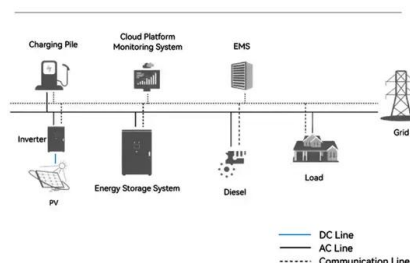 Cloud Platform
Charging Pile
Monitoring System
EMS
Inverter
Grid
Energy Storage System
Diesel
Load
PV
DC Line
AC Line
Communication Line